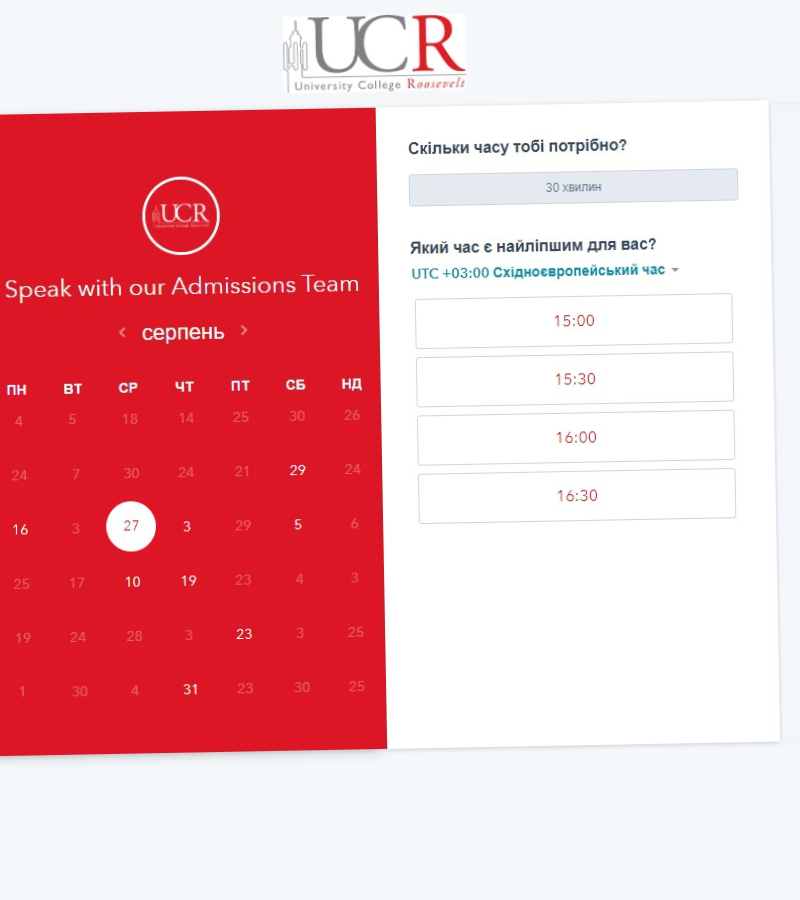 UCR
University College Roosevelt
UCR
Speak with our Admissions Team
серпень
ПН ВТ СР ЧТ ПТ СБ НД
4 5 18 14 25 30 26
24 7 30 24 21 29 24
16 3 27 3 29 5 6
25 17 10 19 23 4 3
19 24 28 3 23 3 25
1 30 4 31 23 30 25
Скільки часу тобі потрібно?
30 хвилин
Який час є найліпшим для вас?
UTC +03:00 Східноєвропейський час
15:00
15:30
16:00
16:30